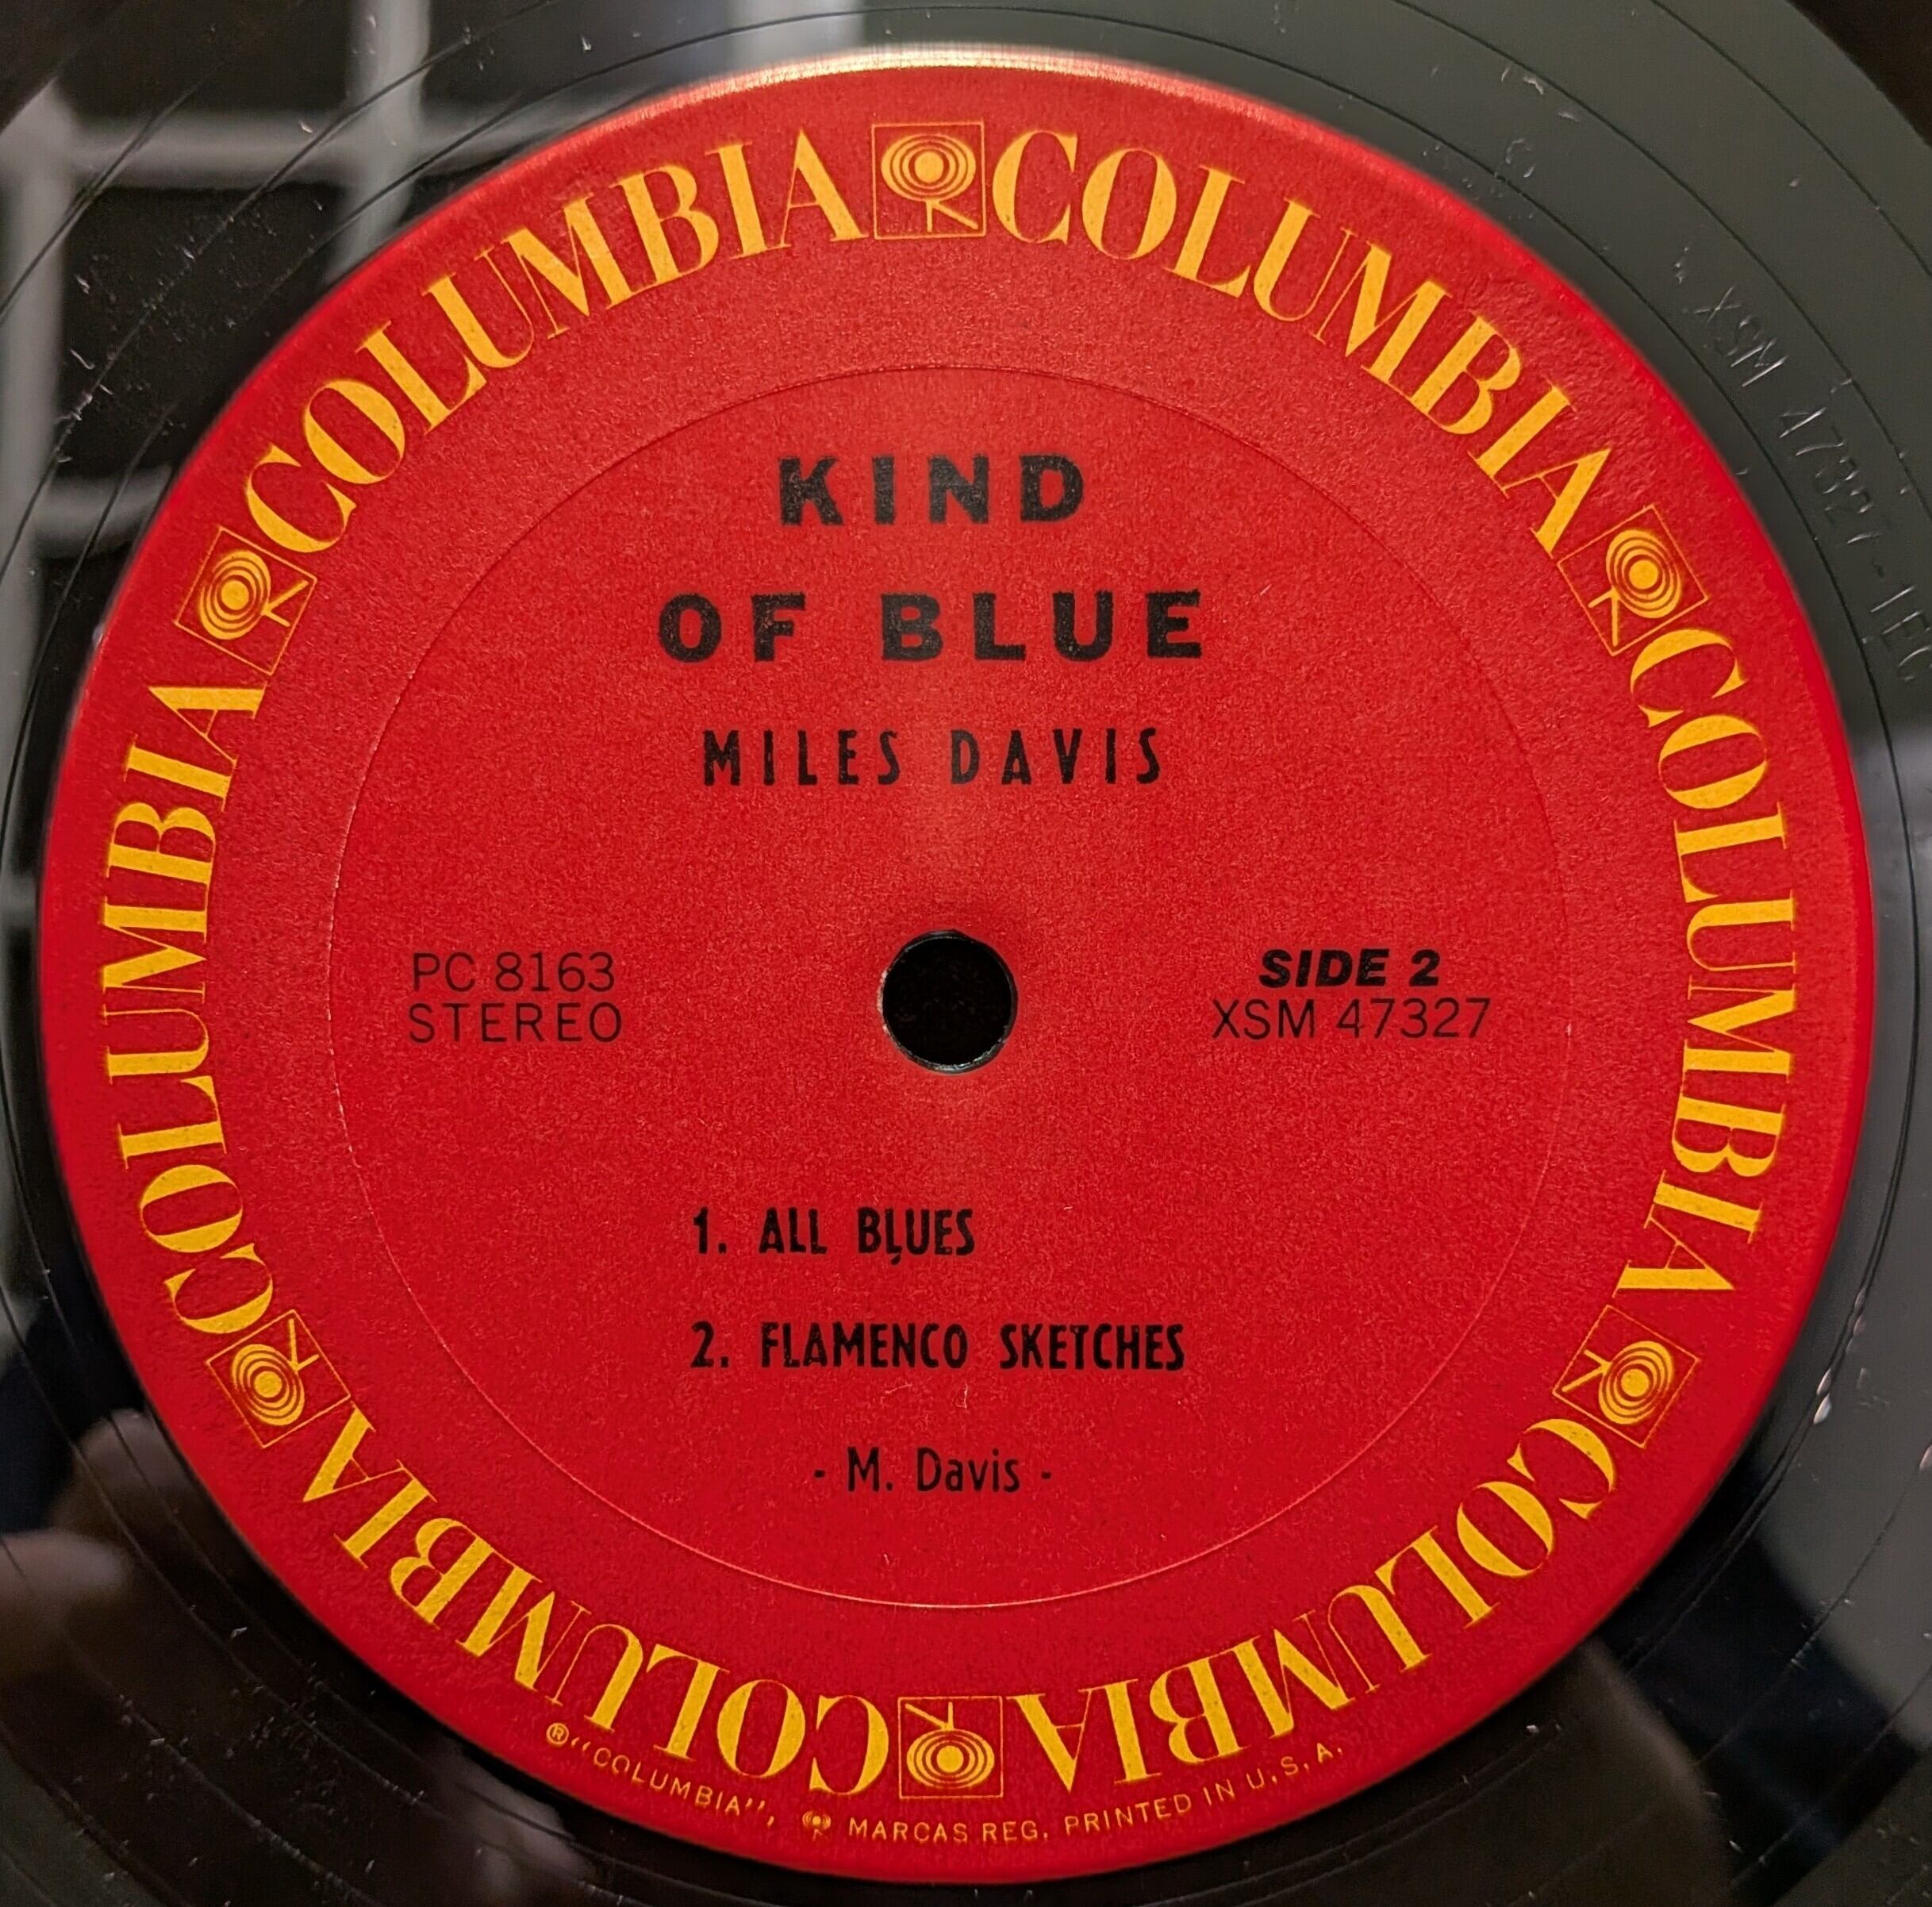 COLUMBIA COLUMBIA COLUMBIA COLUMBIA COLUMBIA COLUMBIA
KIND
OF BLUE
MILES DAVIS
PC 8163
STEREO
SIDE 2
XSM 47327
1. ALL BLUES
2. FLAMENCO SKETCHES
- M. Davis -
® "COLUMBIA", MARCAS REG. PRINTED IN U.S.A.
XSM 47327-1EC